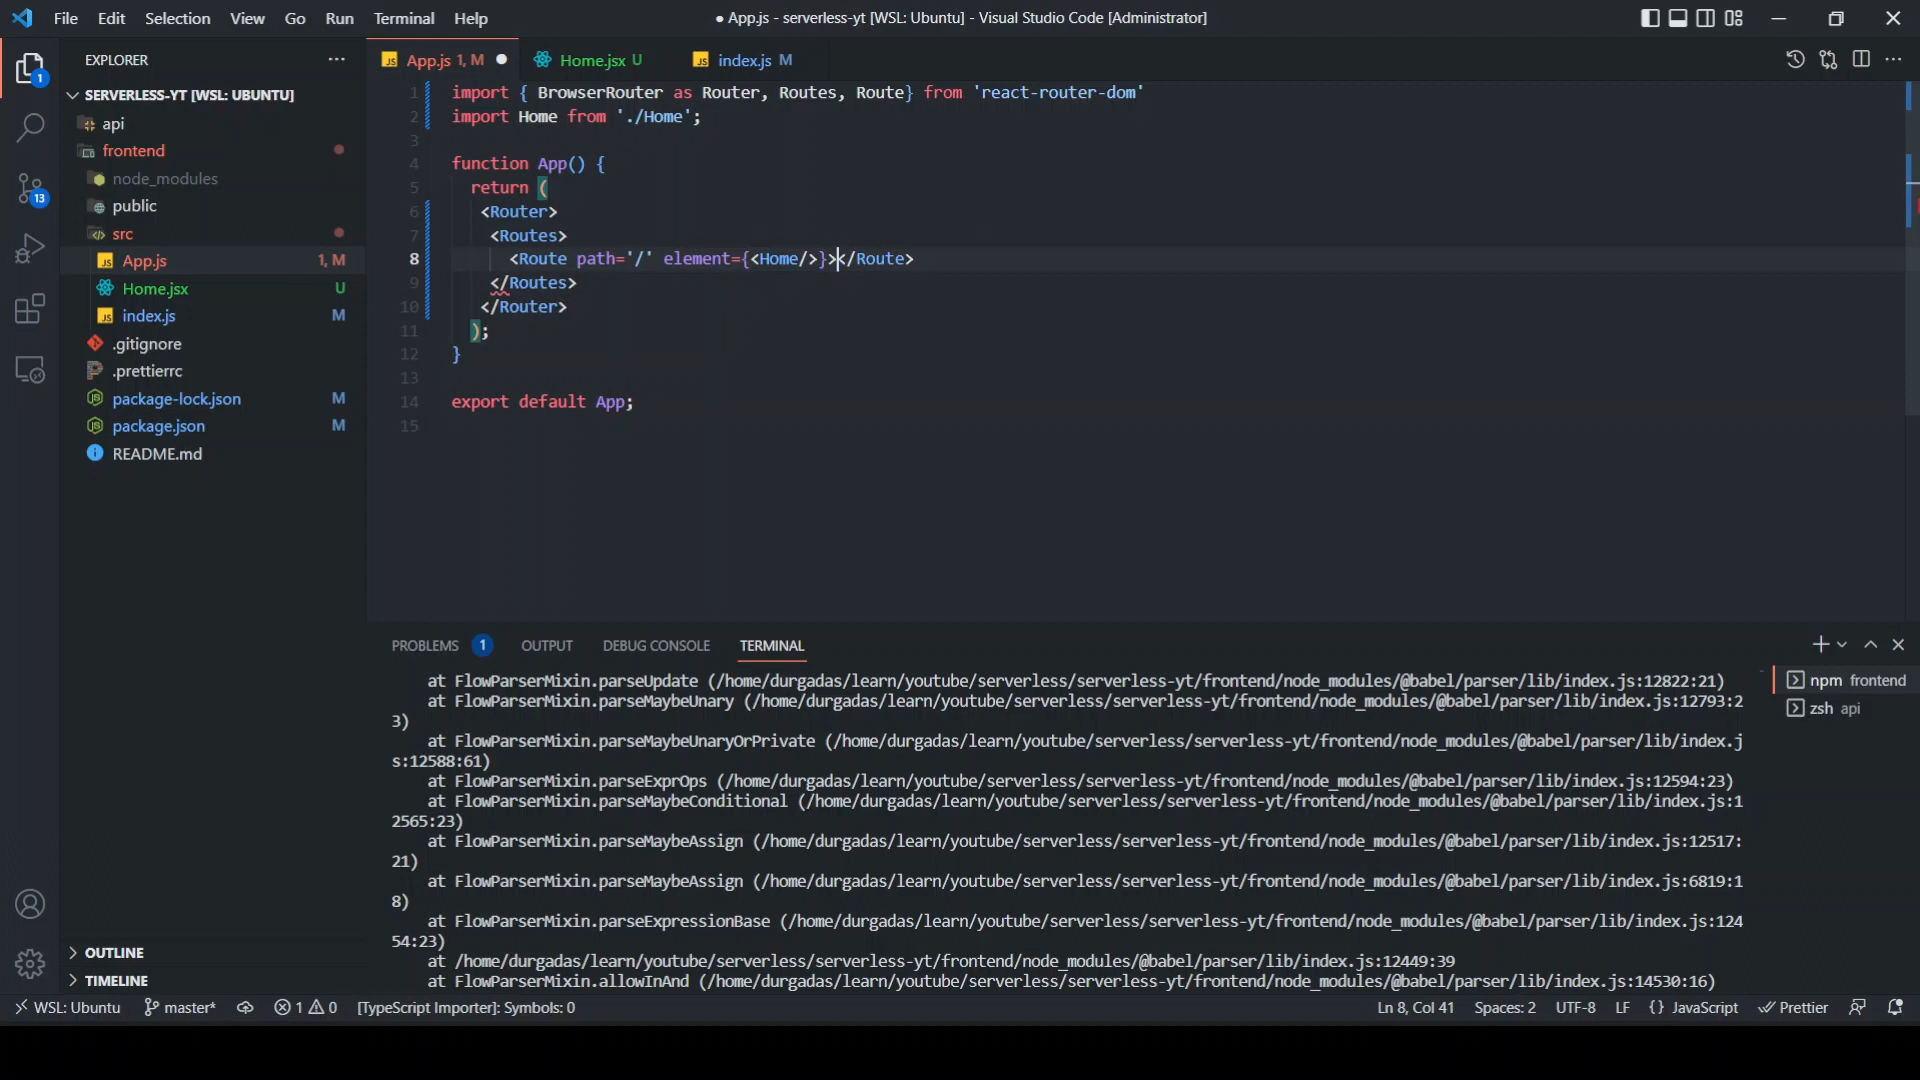 File Edit Selection View Go Run Terminal Help
● App.js - serverless-yt [WSL: Ubuntu] - Visual Studio Code [Administrator]
EXPLORER
SERVERLESS-YT [WSL: UBUNTU]
api
frontend
node_modules
public
src
App.js 1, M
Home.jsx U
index.js M
.gitignore
.prettierrc
package-lock.json M
package.json M
README.md
OUTLINE
TIMELINE
1
13
App.js 1, M
Home.jsx U
index.js M
1 import { BrowserRouter as Router, Routes, Route} from 'react-router-dom'
2 import Home from './Home';
3
4 function App() {
5 return (
6 <Router>
7 <Routes>
8 <Route path='/' element={<Home/>}></Route>
9 </Routes>
10 </Router>
11 );
12 }
13
14 export default App;
15
PROBLEMS 1 OUTPUT DEBUG CONSOLE TERMINAL
at FlowParserMixin.parseUpdate (/home/durgadas/learn/youtube/serverless/serverless-yt/frontend/node_modules/@babel/parser/lib/index.js:12822:21)
at FlowParserMixin.parseMaybeUnary (/home/durgadas/learn/youtube/serverless/serverless-yt/frontend/node_modules/@babel/parser/lib/index.js:12793:2
3)
at FlowParserMixin.parseMaybeUnaryOrPrivate (/home/durgadas/learn/youtube/serverless/serverless-yt/frontend/node_modules/@babel/parser/lib/index.j
s:12588:61)
at FlowParserMixin.parseExprOps (/home/durgadas/learn/youtube/serverless/serverless-yt/frontend/node_modules/@babel/parser/lib/index.js:12594:23)
at FlowParserMixin.parseMaybeConditional (/home/durgadas/learn/youtube/serverless/serverless-yt/frontend/node_modules/@babel/parser/lib/index.js:1
2565:23)
at FlowParserMixin.parseMaybeAssign (/home/durgadas/learn/youtube/serverless/serverless-yt/frontend/node_modules/@babel/parser/lib/index.js:12517:
21)
at FlowParserMixin.parseMaybeAssign (/home/durgadas/learn/youtube/serverless/serverless-yt/frontend/node_modules/@babel/parser/lib/index.js:6819:1
8)
at FlowParserMixin.parseExpressionBase (/home/durgadas/learn/youtube/serverless/serverless-yt/frontend/node_modules/@babel/parser/lib/index.js:124
54:23)
at /home/durgadas/learn/youtube/serverless/serverless-yt/frontend/node_modules/@babel/parser/lib/index.js:12449:39
at FlowParserMixin.allowInAnd (/home/durgadas/learn/youtube/serverless/serverless-yt/frontend/node_modules/@babel/parser/lib/index.js:14530:16)
npm frontend
zsh api
WSL: Ubuntu master* 1 0 [TypeScript Importer]: Symbols: 0 Ln 8, Col 41 Spaces: 2 UTF-8 LF {} JavaScript Prettier